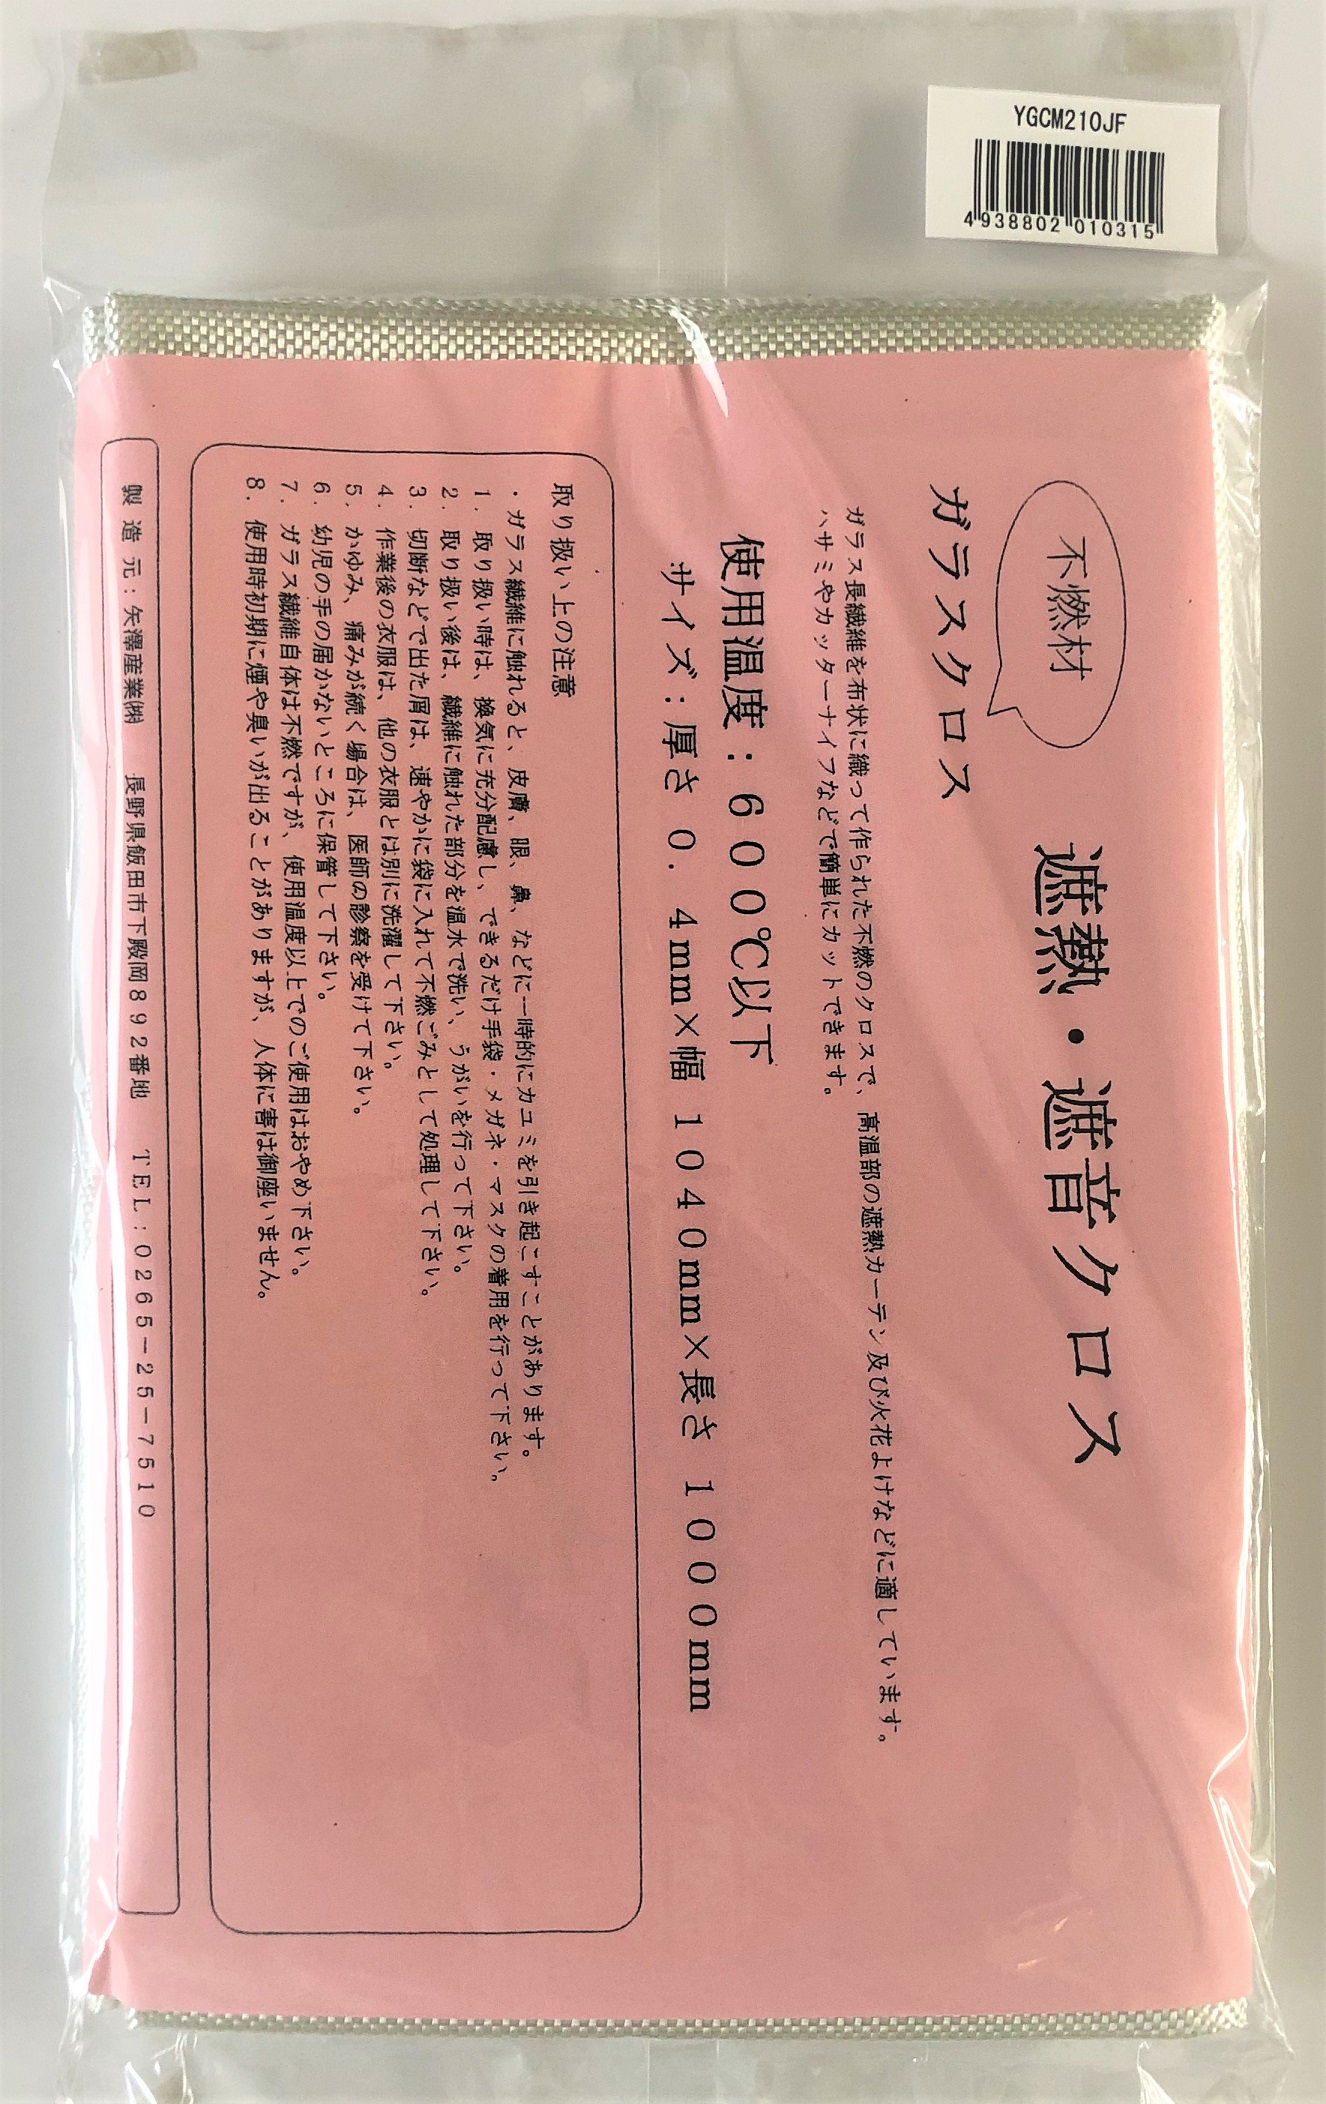 YGCM210JF
4938802010315
不燃材
遮熱・遮音クロス
ガラスクロス
ガラス長繊維を布状に織って作られた不燃のクロスで、高温部の遮熱カーテン及び火花よけなどに適しています。
ハサミやカッターナイフなどで簡単にカットできます。
使用温度：600℃以下
サイズ：厚さ 0．4mm×幅 1040mm×長さ 1000mm
取り扱い上の注意
・ガラス繊維に触れると、皮膚、眼、鼻、などに一時的にカユミを引き起こすことがあります。
1．取り扱い時は、換気に充分配慮し、できるだけ手袋・メガネ・マスクの着用を行って下さい。
2．取り扱い後は、繊維に触れた部分を温水で洗い、うがいを行って下さい。
3．切断などで出た屑は、速やかに袋に入れて不燃ごみとして処理して下さい。
4．作業後の衣服は、他の衣服とは別に洗濯して下さい。
5．かゆみ、痛みが続く場合は、医師の診察を受けて下さい。
6．幼児の手の届かないところに保管して下さい。
7．ガラス繊維自体は不燃ですが、使用温度以上でのご使用はおやめ下さい。
8．使用時初期に煙や臭いが出ることがありますが、人体に害は御座いません。
製造元：矢澤産業㈱ 長野県飯田市下殿岡892番地 TEL：0265－25－7510